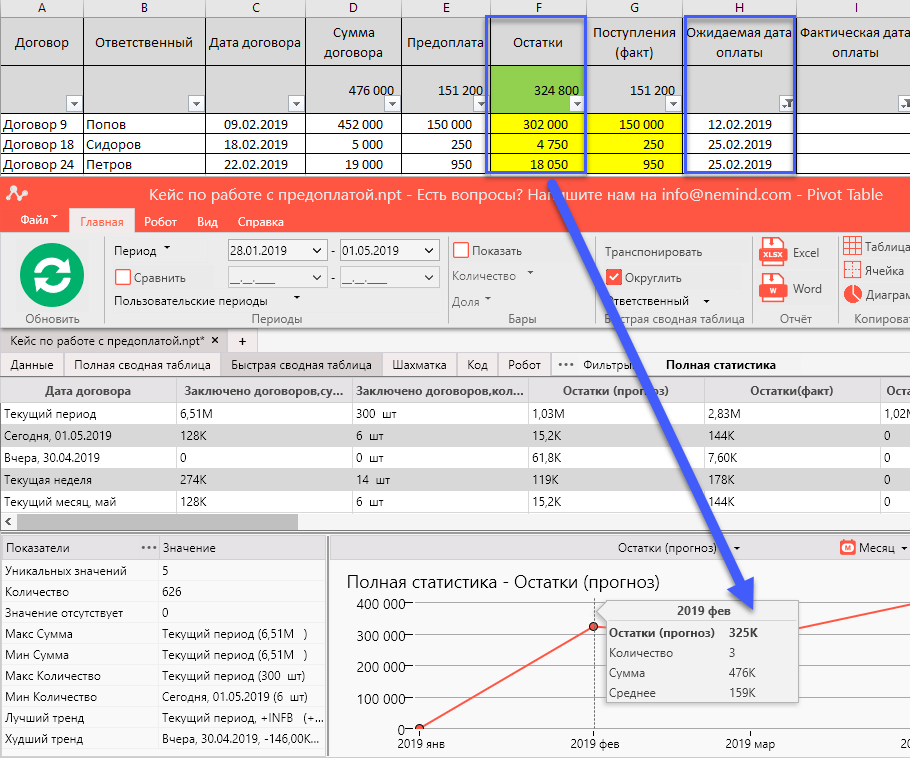 A B C D E F G H I
Договор Ответственный Дата договора Сумма договора Предоплата Остатки Поступления (факт) Ожидаемая дата оплаты Фактическая дата оплаты
476 000 151 200 324 800 151 200
Договор 9 Попов 09.02.2019 452 000 150 000 302 000 150 000 12.02.2019
Договор 18 Сидоров 18.02.2019 5 000 250 4 750 250 25.02.2019
Договор 24 Петров 22.02.2019 19 000 950 18 050 950 25.02.2019
Кейс по работе с предоплатой.npt - Есть вопросы? Напишите нам на info@nemind.com - Pivot Table
Файл Главная Робот Вид Справка
Период 28.01.2019 - 01.05.2019 Показать Транспонировать Excel Таблица
Сравнить __.__.____ - __.__.____ Количество Округлить Ячейка
Пользовательские периоды Доля Ответственный Word Диаграм
Обновить Периоды Бары Быстрая сводная таблица Отчёт Копироват
Кейс по работе с предоплатой.npt* × +
Данные Полная сводная таблица Быстрая сводная таблица Шахматка Код Робот ••• Фильтры Полная статистика
Дата договора Заключено договоров,су... Заключено договоров,кол... Остатки (прогноз) Остатки(факт) Оста
Текущий период 6,51M 300 шт 1,03M 2,83M 1,02M
Сегодня, 01.05.2019 128K 6 шт 15,2K 144K 0
Вчера, 30.04.2019 0 0 шт 61,8K 7,60K 0
Текущая неделя 274K 14 шт 119K 178K 0
Текущий месяц, май 128K 6 шт 15,2K 144K 0
Показатели ••• Значение Остатки (прогноз) M Месяц
Уникальных значений 5
Количество 626
Значение отсутствует 0
Макс Сумма Текущий период (6,51M )
Мин Сумма Текущий период (6,51M )
Макс Количество Текущий период (300 шт)
Мин Количество Сегодня, 01.05.2019 (6 шт)
Лучший тренд Текущий период, +INFB (+...
Худший тренд Вчера, 30.04.2019, -146,00K...
Полная статистика - Остатки (прогноз)
400 000
300 000
200 000
100 000
0
2019 фев
Остатки (прогноз) 325K
Количество 3
Сумма 476K
Среднее 159K
2019 янв 2019 фев 2019 мар 20